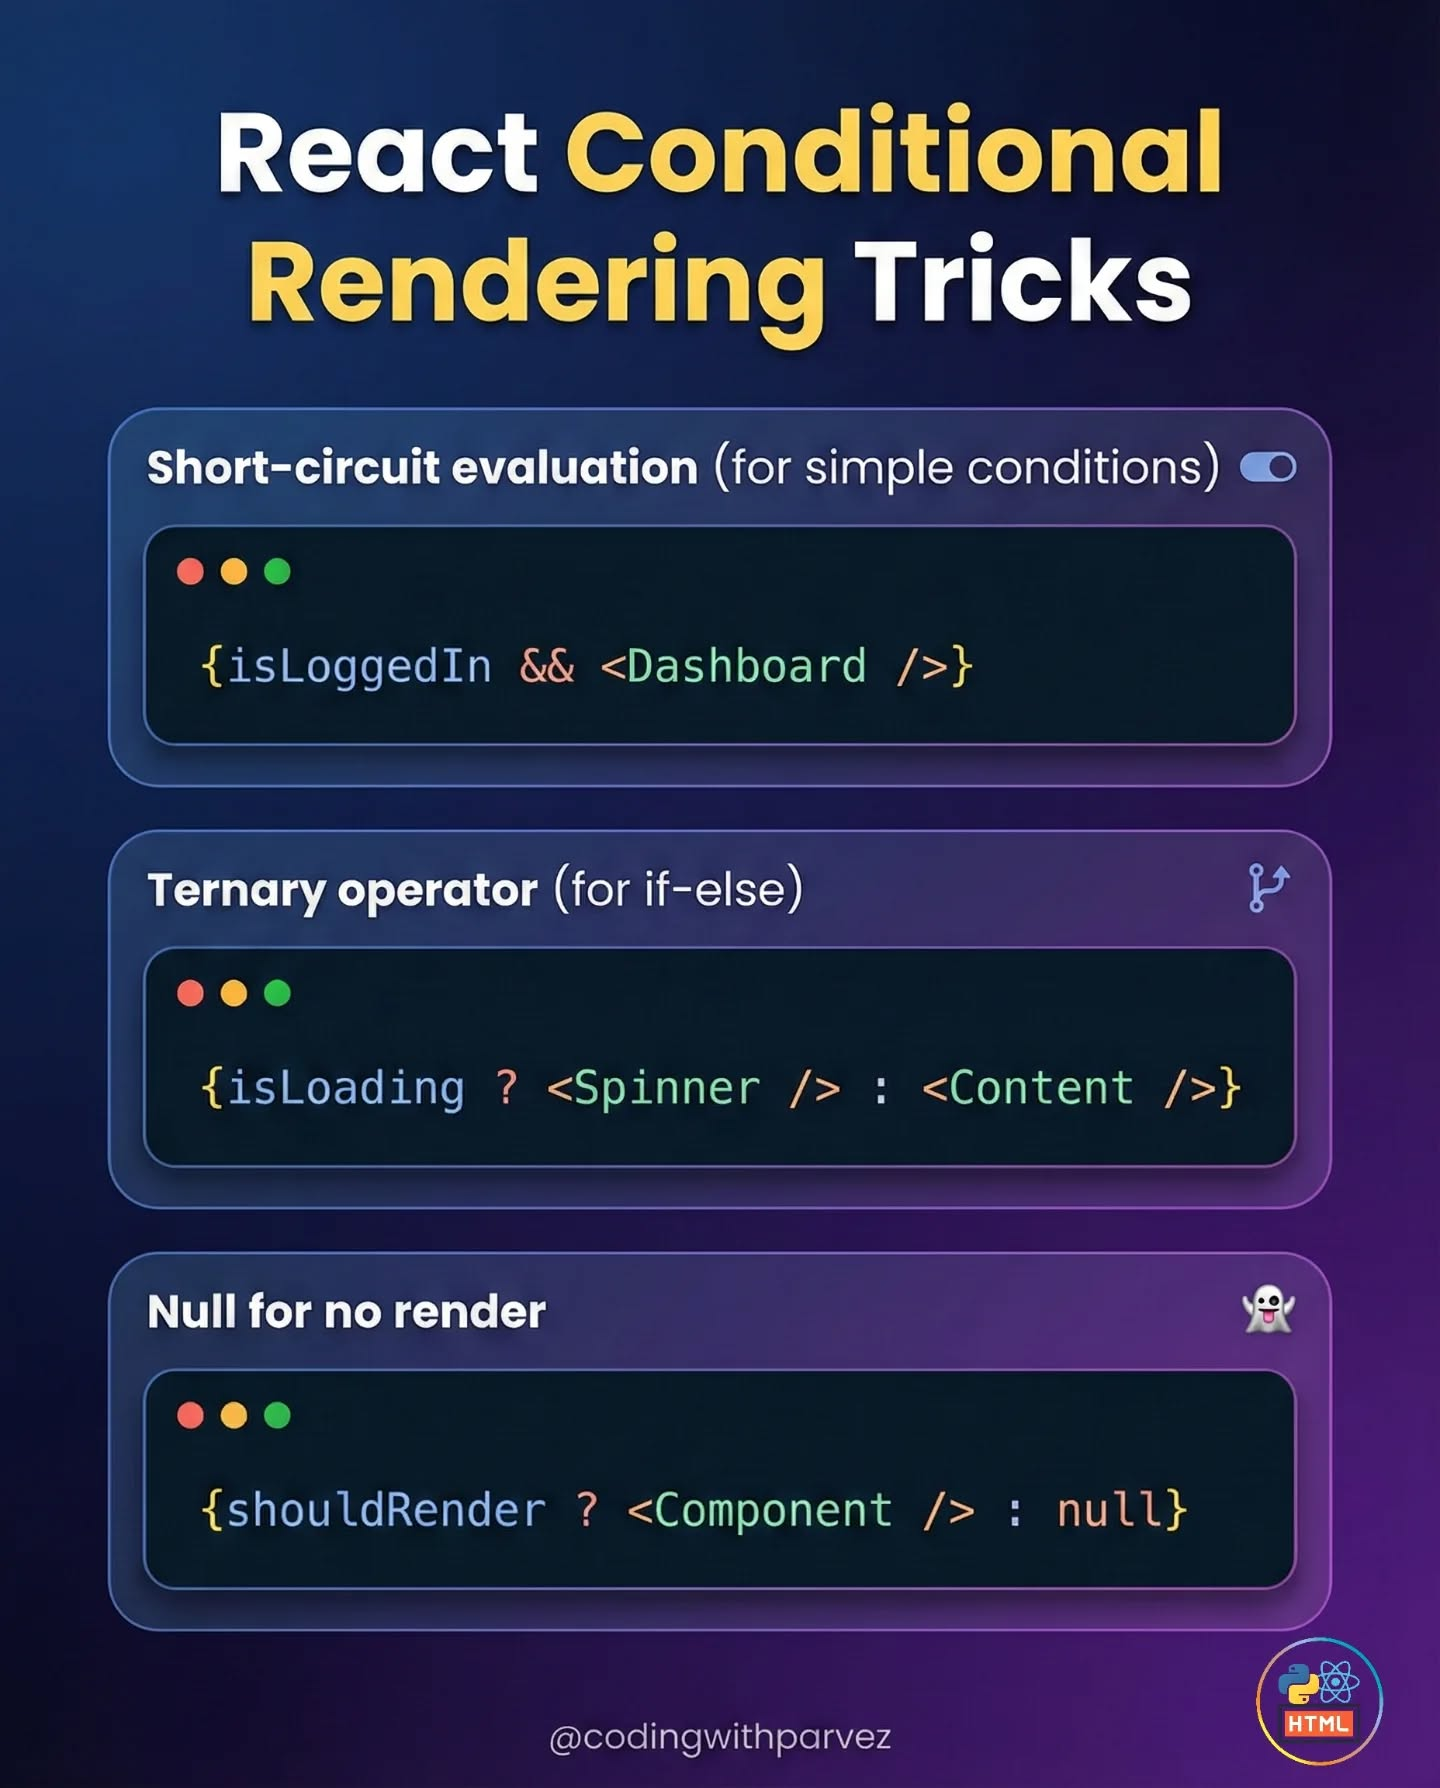 React Conditional
Rendering Tricks
Short-circuit evaluation (for simple conditions)
{isLoggedIn && <Dashboard />}
Ternary operator (for if-else)
{isLoading ? <Spinner /> : <Content />}
Null for no render
{shouldRender ? <Component /> : null}
HTML
@codingwithparvez